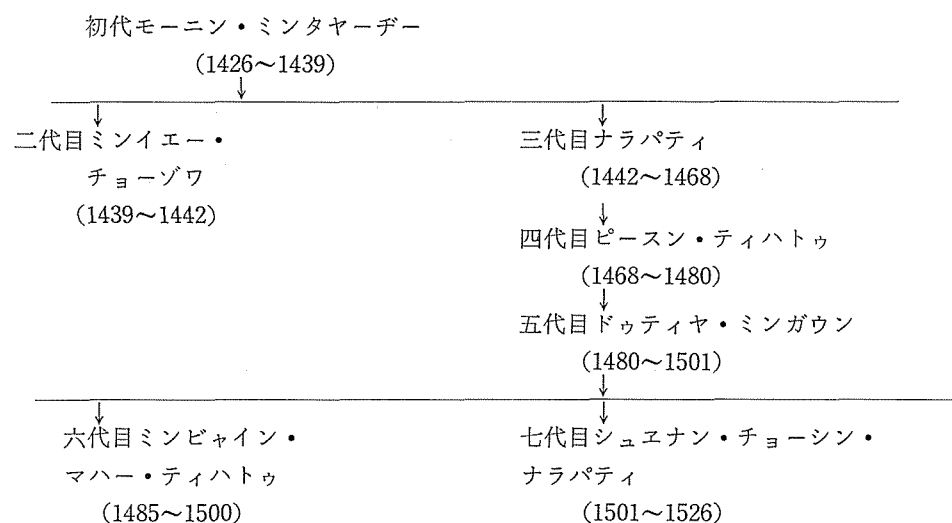 初代モーニン・ミンタヤーヂー
(1426〜1439)
二代目ミンイエー・
チョーゾワ
(1439〜1442)
三代目ナラパティ
(1442〜1468)
四代目ピースン・ティハトゥ
(1468〜1480)
五代目ドゥティヤ・ミンガウン
(1480〜1501)
六代目ミンビャイン・
マハー・ティハトゥ
(1485〜1500)
七代目シュエナン・チョーシン・
ナラパティ
(1501〜1526)